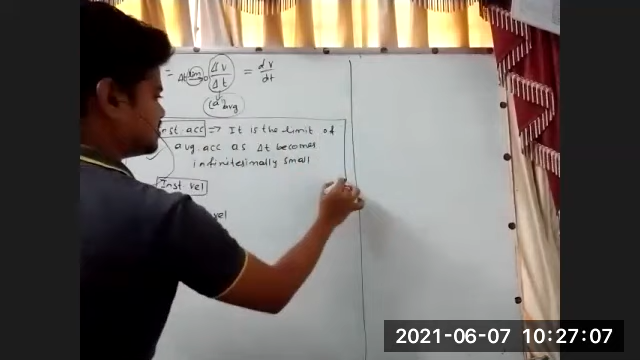 = lim Δt→0 Δv/Δt = dv/dt
(a)avg
Inst. acc ⇒ It is the limit of
avg. acc as Δt becomes
infinitesimally small
Inst. vel
vel
2021-06-07 10:27:07